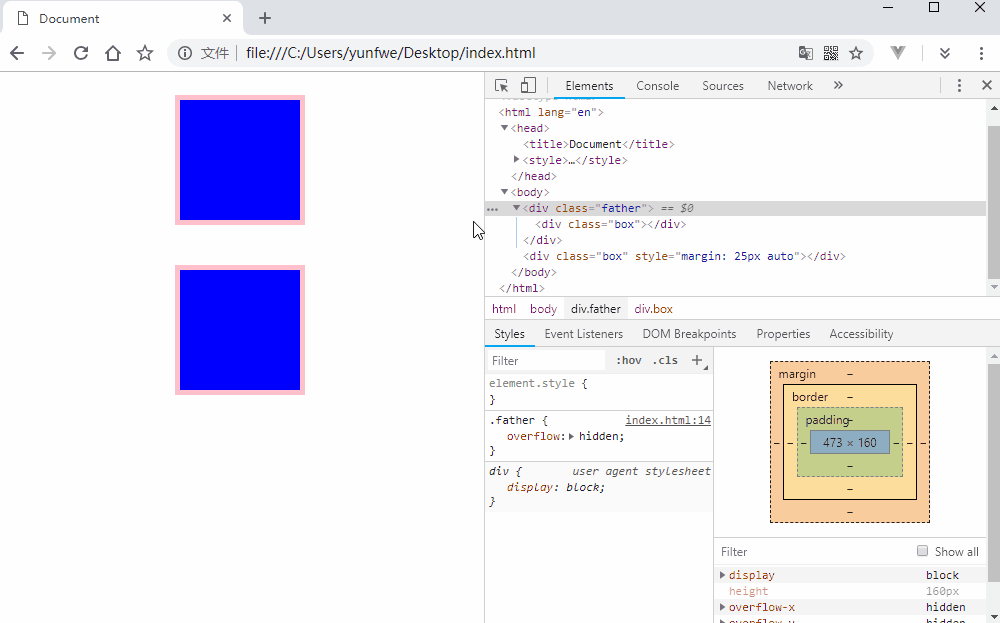 Document
文件 file:///C:/Users/yunfwe/Desktop/index.html
Elements Console Sources Network »
<html lang="en">
▼<head>
<title>Document</title>
▶<style>…</style>
</head>
▼<body>
… ▼<div class="father"> == $0
<div class="box"></div>
</div>
<div class="box" style="margin: 25px auto"></div>
</body>
</html>
html body div.father div.box
Styles Event Listeners DOM Breakpoints Properties Accessibility
Filter :hov .cls +
element.style {
}
.father { index.html:14
overflow:▶ hidden;
}
div { user agent stylesheet
display: block;
}
margin –
border –
padding –
– – – 473 × 160 – – –
–
–
–
Filter Show all
▶display block
height 160px
▶overflow-x hidden
▶overflow-y hidden